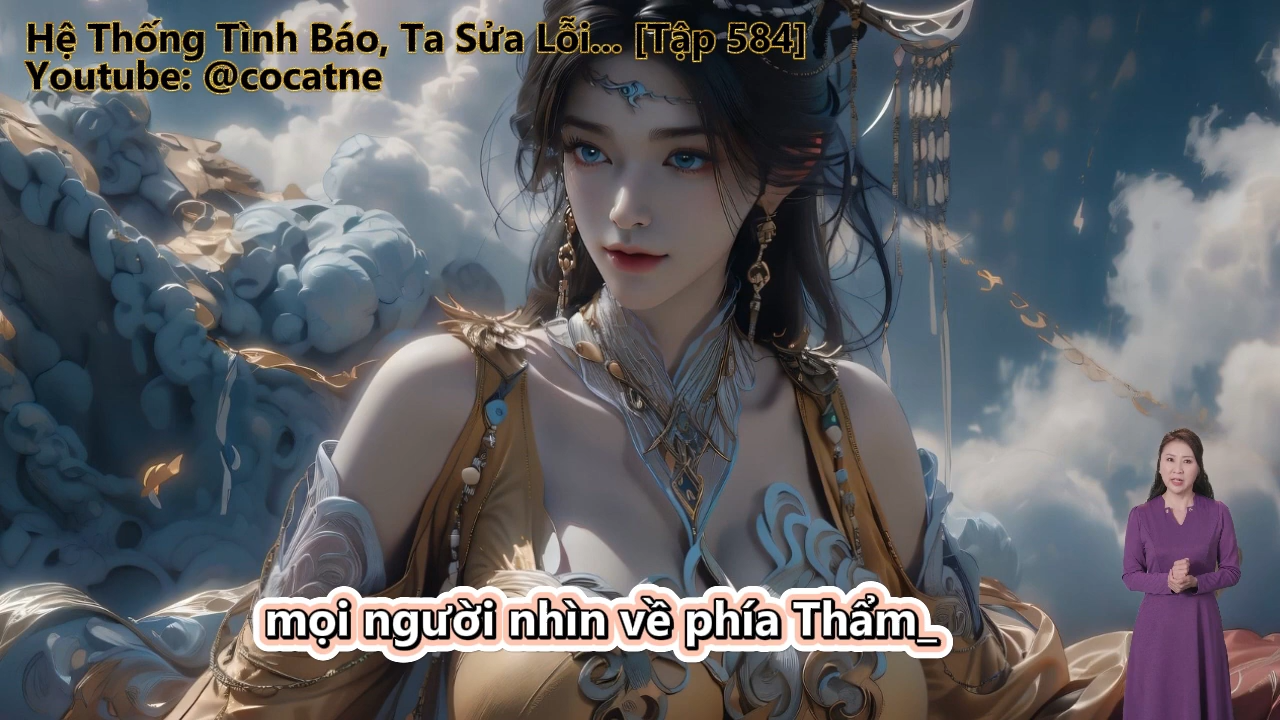 Hệ Thống Tình Báo, Ta Sửa Lỗi... [Tập 584]
Youtube: @cocatne
mọi người nhìn về phía Thẩm_